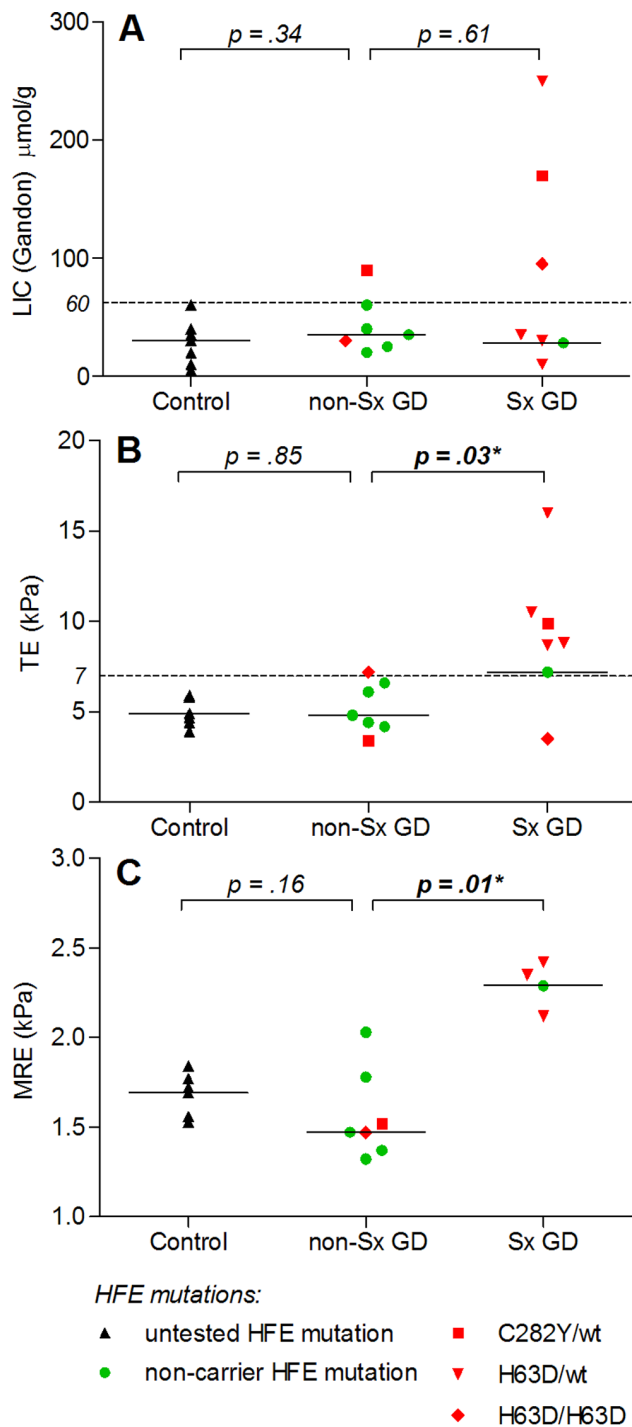 A
p = .34
p = .61
LIC (Gandon) µmol/g
300
200
100
60
0
Control
non-Sx GD
Sx GD
B
p = .85
p = .03*
TE (kPa)
20
15
10
7
5
0
Control
non-Sx GD
Sx GD
C
p = .16
p = .01*
MRE (kPa)
3.0
2.5
2.0
1.5
1.0
Control
non-Sx GD
Sx GD
HFE mutations:
untested HFE mutation
non-carrier HFE mutation
C282Y/wt
H63D/wt
H63D/H63D